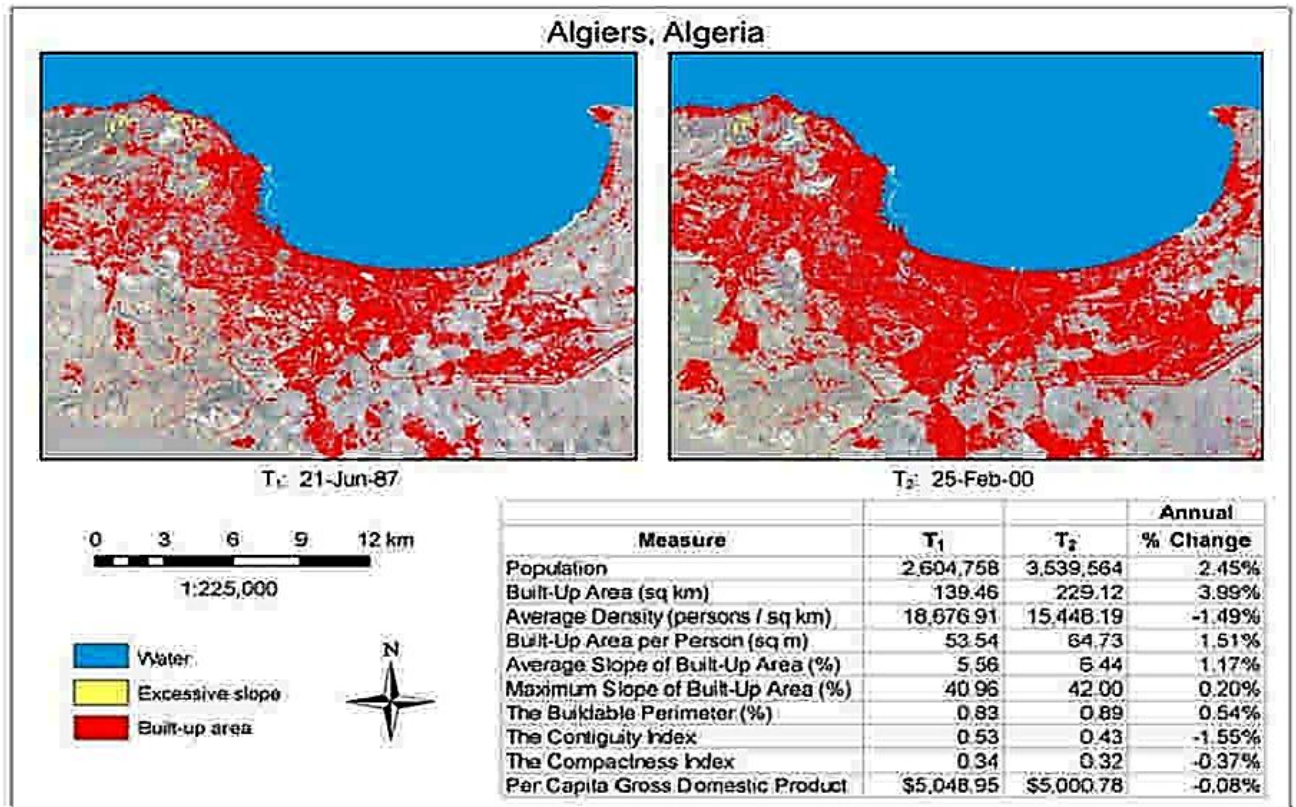 Algiers, Algeria
T₁: 21-Jun-87
T₂: 25-Feb-00
0 3 6 9 12 km
1:225,000
Water
Excessive slope
Built-up area
N
Annual
Measure T₁ T₂ % Change
Population 2,604,758 3,539,564 2.45%
Built-Up Area (sq km) 139.46 229.12 3.99%
Average Density (persons / sq km) 18,676.91 15,448.19 -1.49%
Built-Up Area per Person (sq m) 53.54 64.73 1.51%
Average Slope of Built-Up Area (%) 5.56 6.44 1.17%
Maximum Slope of Built-Up Area (%) 40.96 42.00 0.20%
The Buildable Perimeter (%) 0.83 0.89 0.54%
The Contiguity Index 0.53 0.43 -1.55%
The Compactness Index 0.34 0.32 -0.37%
Per Capita Gross Domestic Product $5,048.95 $5,000.78 -0.08%